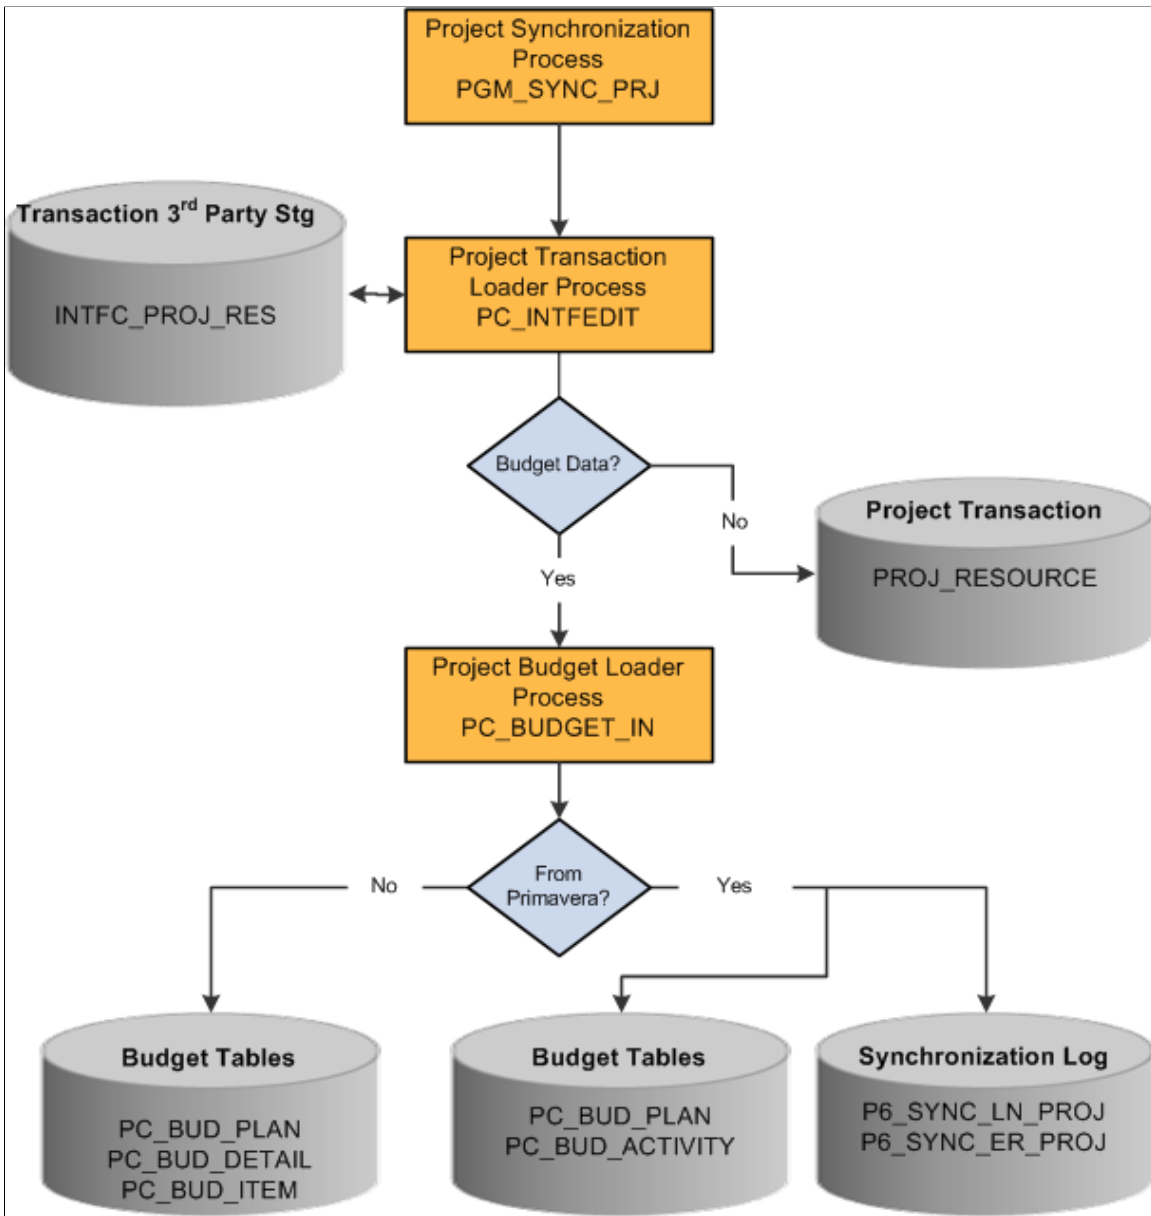 Project Synchronization
Process
PGM_SYNC_PRJ
Transaction 3rd Party Stg
INTFC_PROJ_RES
Project Transaction
Loader Process
PC_INTFEDIT
Budget Data?
No
Project Transaction
PROJ_RESOURCE
Yes
Project Budget Loader
Process
PC_BUDGET_IN
From
Primavera?
No
Yes
Budget Tables
PC_BUD_PLAN
PC_BUD_DETAIL
PC_BUD_ITEM
Budget Tables
PC_BUD_PLAN
PC_BUD_ACTIVITY
Synchronization Log
P6_SYNC_LN_PROJ
P6_SYNC_ER_PROJ